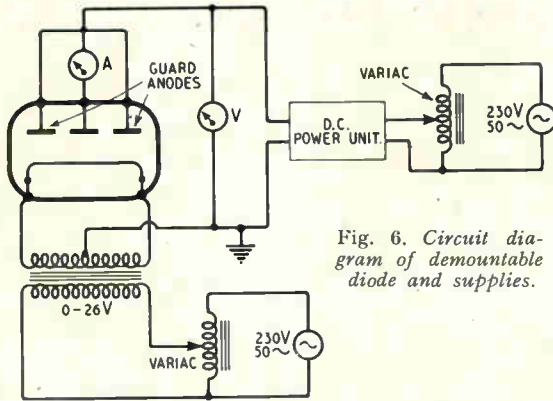 A
GUARD
ANODES
V
VARIAC
D.C.
POWER UNIT.
230V
50~
Fig. 6. Circuit dia-
gram of demountable
diode and supplies.
0-26V
VARIAC
230V
50~